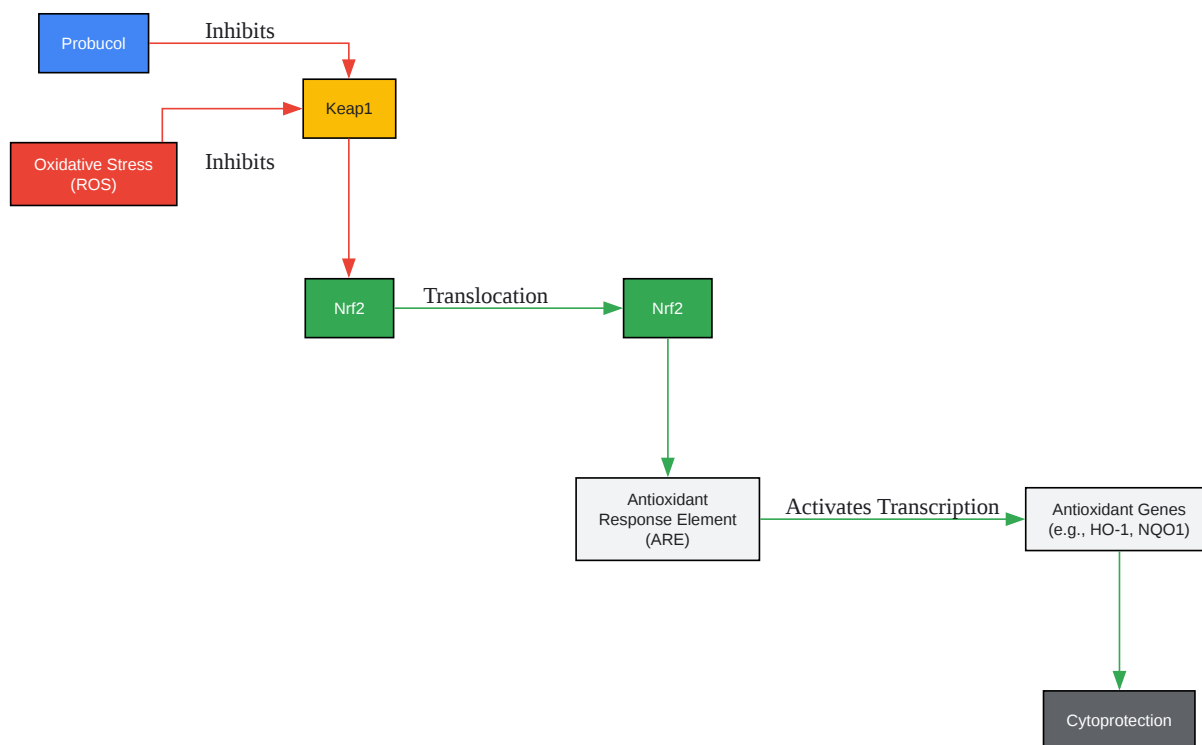 Inhibits
Probucol
Keap1
Oxidative Stress
(ROS)
Inhibits
Nrf2
Translocation
Nrf2
Antioxidant
Response Element
(ARE)
Activates Transcription
Antioxidant Genes
(e.g., HO-1, NQO1)
Cytoprotection